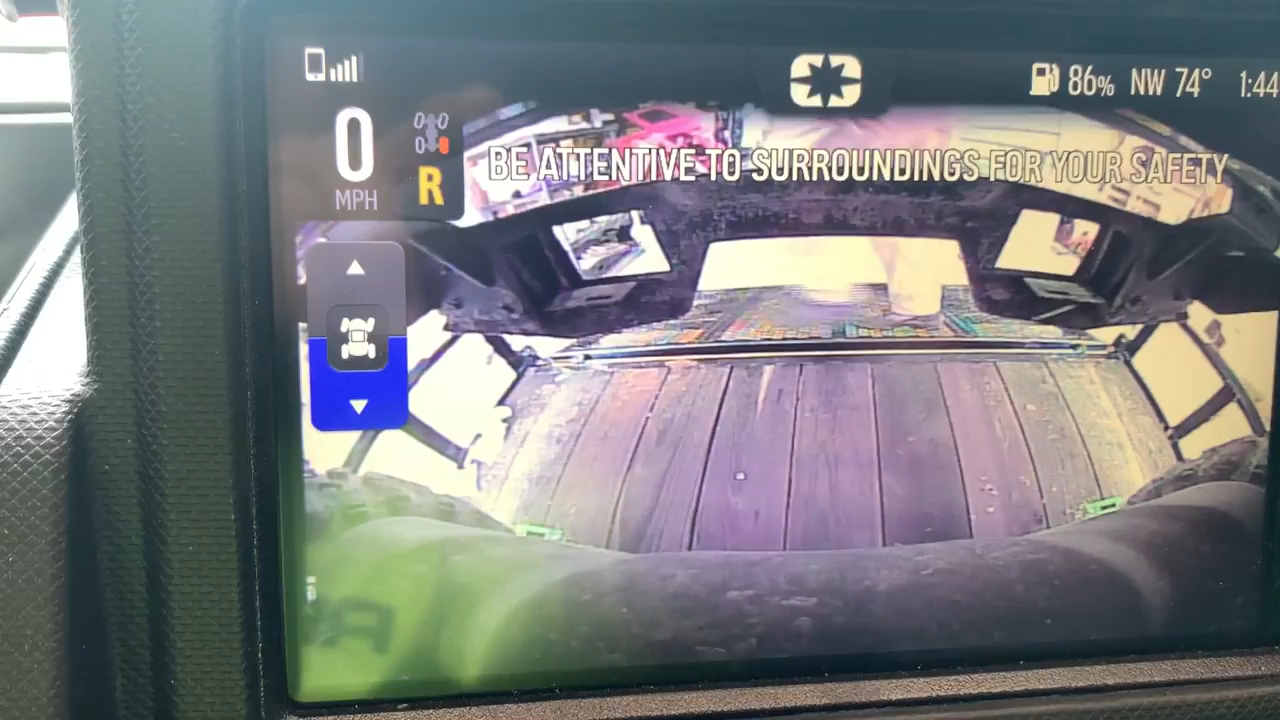 86% NW 74° 1:44
0
MPH
R
BE ATTENTIVE TO SURROUNDINGS FOR YOUR SAFETY